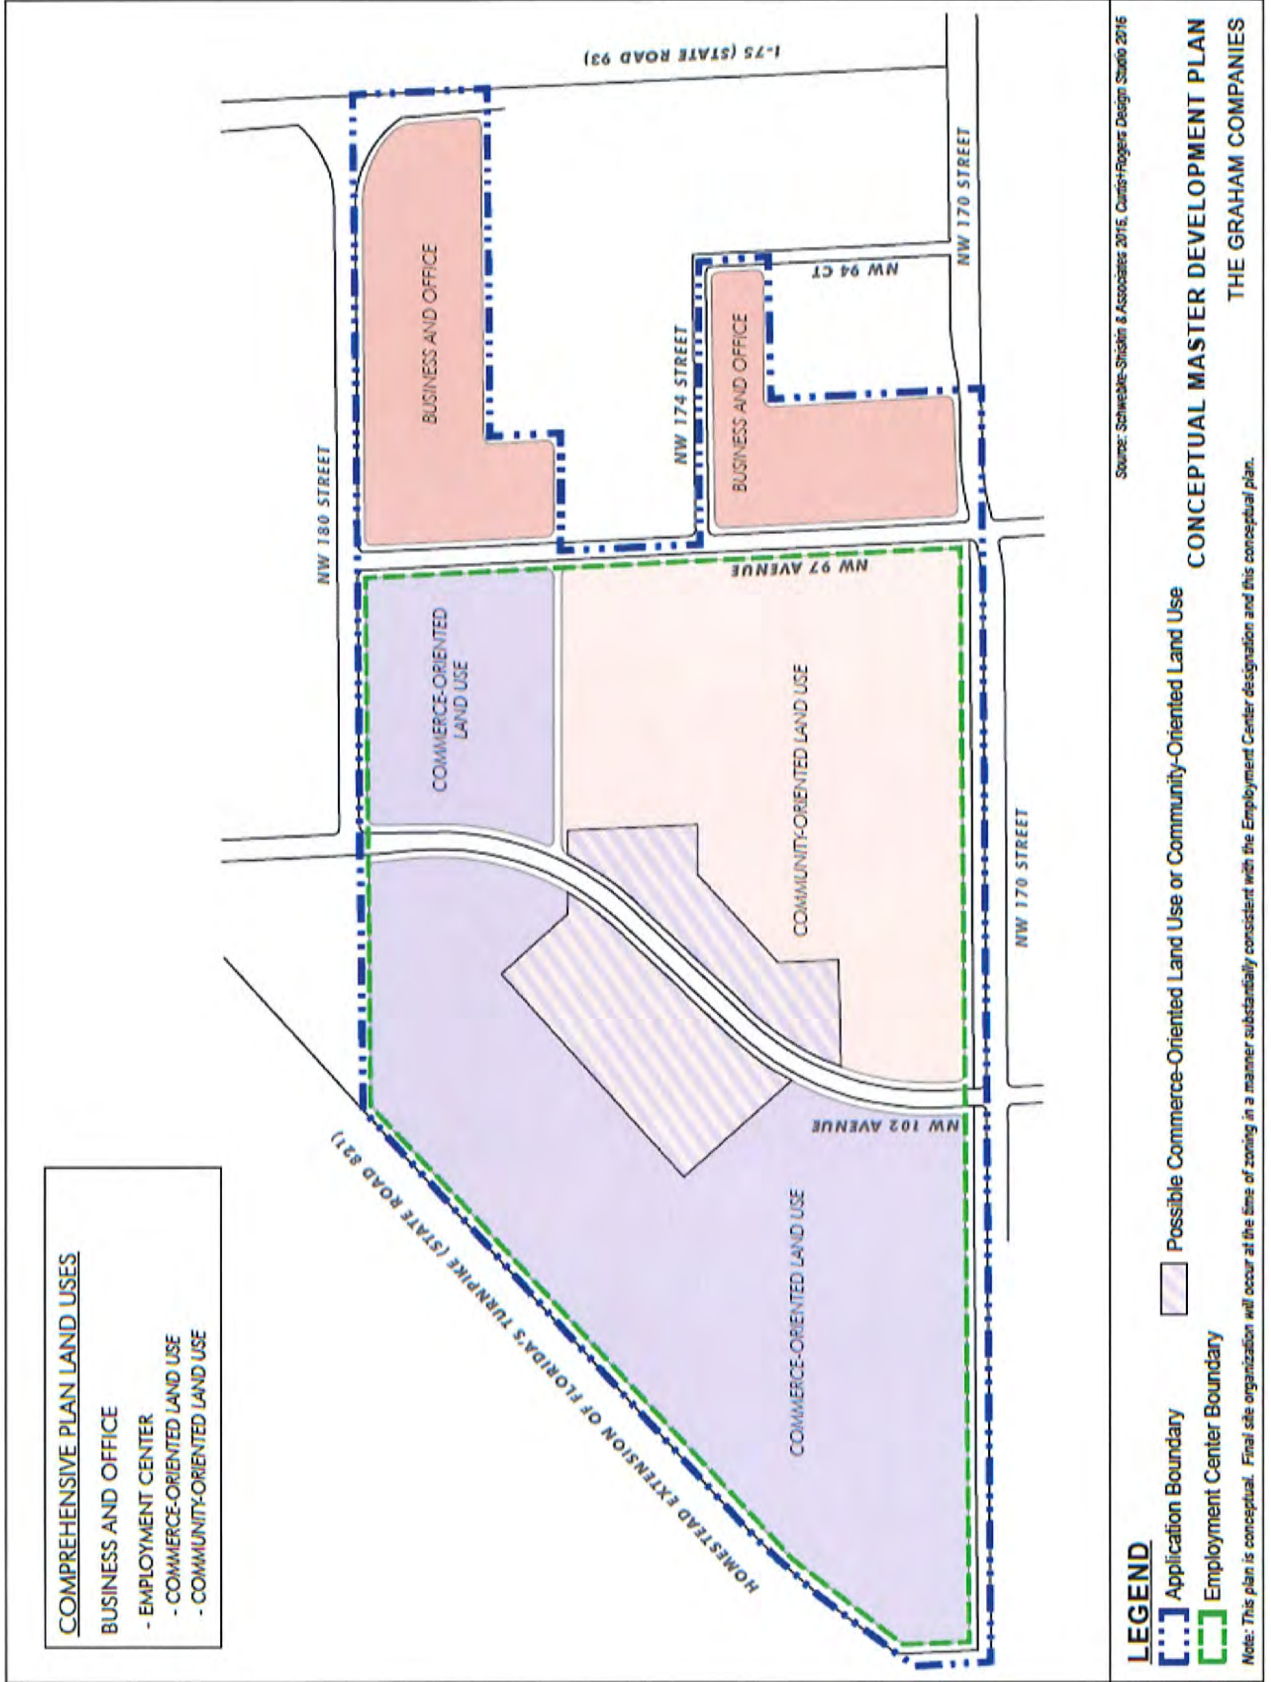 COMPREHENSIVE PLAN LAND USES
BUSINESS AND OFFICE
- EMPLOYMENT CENTER
- COMMERCE-ORIENTED LAND USE
- COMMUNITY-ORIENTED LAND USE
NW 180 STREET
I-75 (STATE ROAD 93)
BUSINESS AND OFFICE
COMMERCE-ORIENTED
LAND USE
NW 174 STREET
BUSINESS AND OFFICE
NW 94 CT
NW 170 STREET
NW 97 AVENUE
COMMUNITY-ORIENTED LAND USE
HOMESTEAD EXTENSION OF FLORIDA'S TURNPIKE (STATE ROAD 821)
COMMERCE-ORIENTED LAND USE
NW 102 AVENUE
NW 170 STREET
Source: Schwebke-Shiskin & Associates 2015, Curtis+Rogers Design Studio 2016
LEGEND
Application Boundary
Possible Commerce-Oriented Land Use or Community-Oriented Land Use
Employment Center Boundary
CONCEPTUAL MASTER DEVELOPMENT PLAN
THE GRAHAM COMPANIES
Note: This plan is conceptual. Final site organization will occur at the time of zoning in a manner substantially consistent with the Employment Center designation and this conceptual plan.